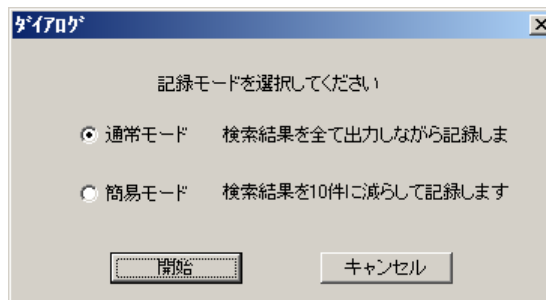 ﾀﾞｲｱﾛｸﾞ
記録モードを選択してください
通常モード 検索結果を全て出力しながら記録しま
簡易モード 検索結果を10件に減らして記録します
開始 キャンセル